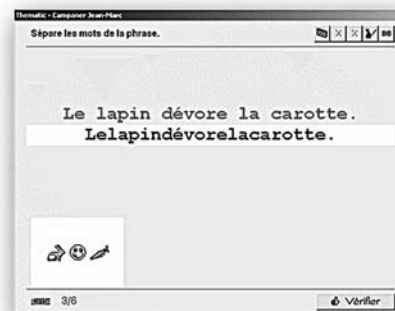 Thematic - Campaner Jean-Marc
Sépare les mots de la phrase.
Le lapin dévore la carotte.
Lelapindévorelacarotte.
3/6
Vérifier